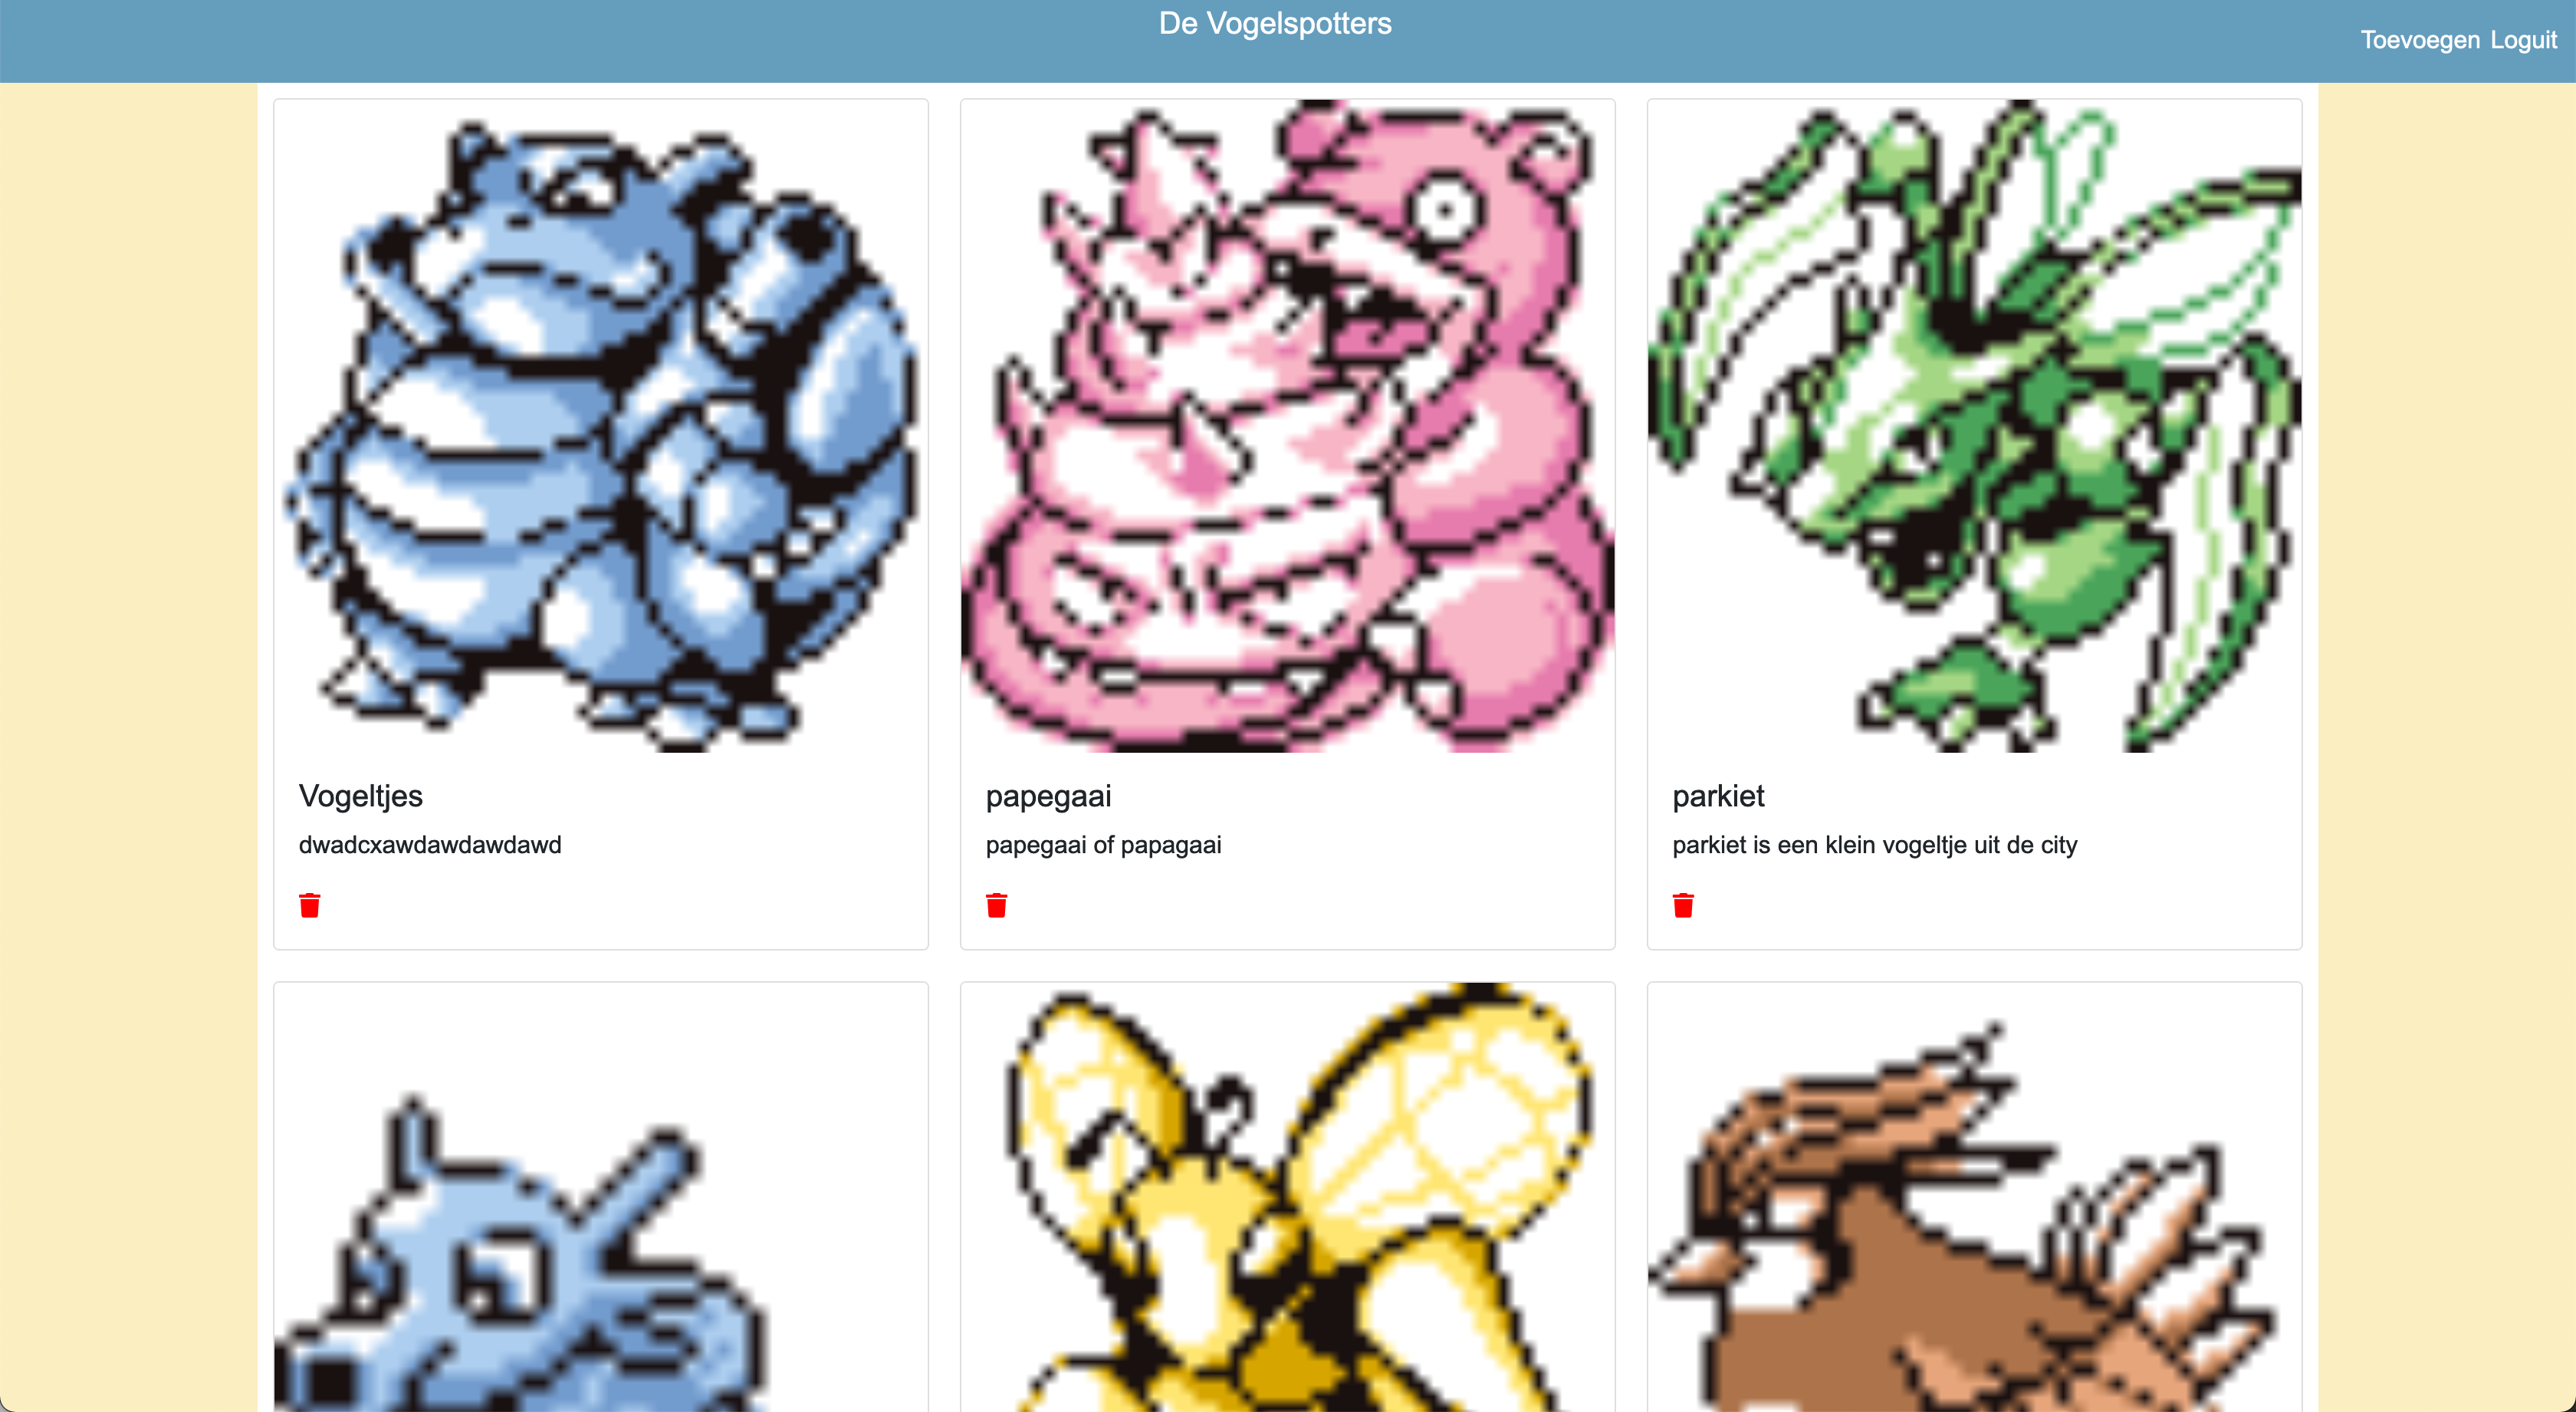 De Vogelspotters
Toevoegen Loguit
Vogeltjes
dwadcxawdawdawdawd
papegaai
papegaai of papagaai
parkiet
parkiet is een klein vogeltje uit de city